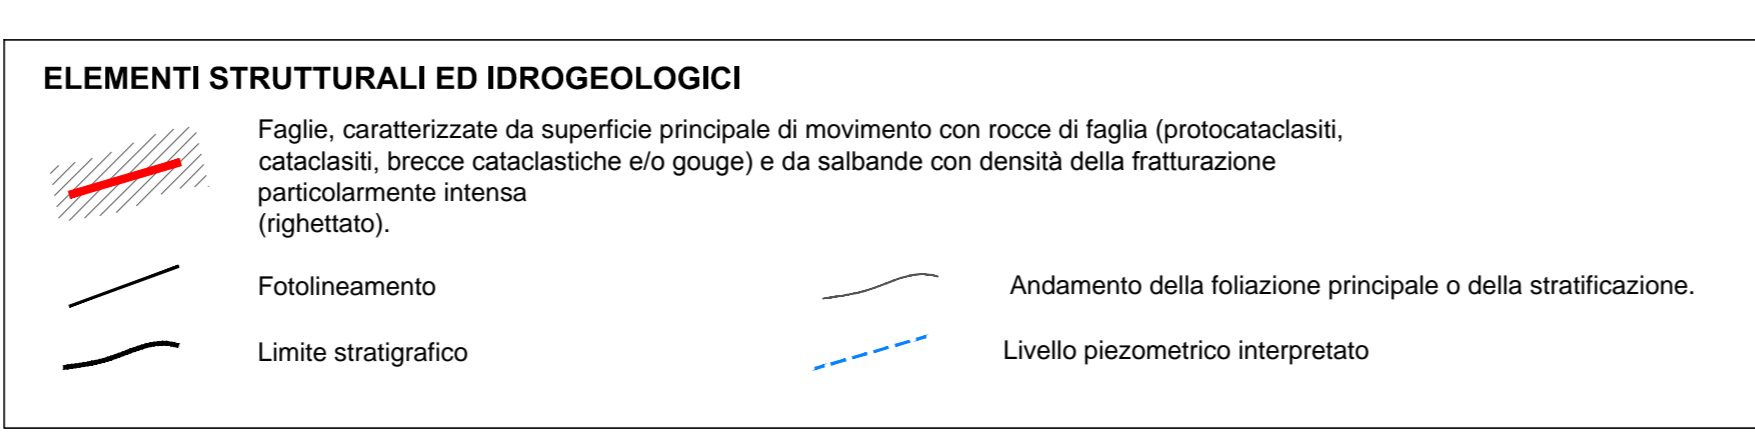 ELEMENTI STRUTTURALI ED IDROGEOLOGICI
Faglie, caratterizzate da superficie principale di movimento con rocce di faglia (protocataclasiti,
cataclasiti, brecce cataclastiche e/o gouge) e da salbande con densità della fratturazione
particolarmente intensa
(righettato).
Fotolineamento
Andamento della foliazione principale o della stratificazione.
Limite stratigrafico
Livello piezometrico interpretato